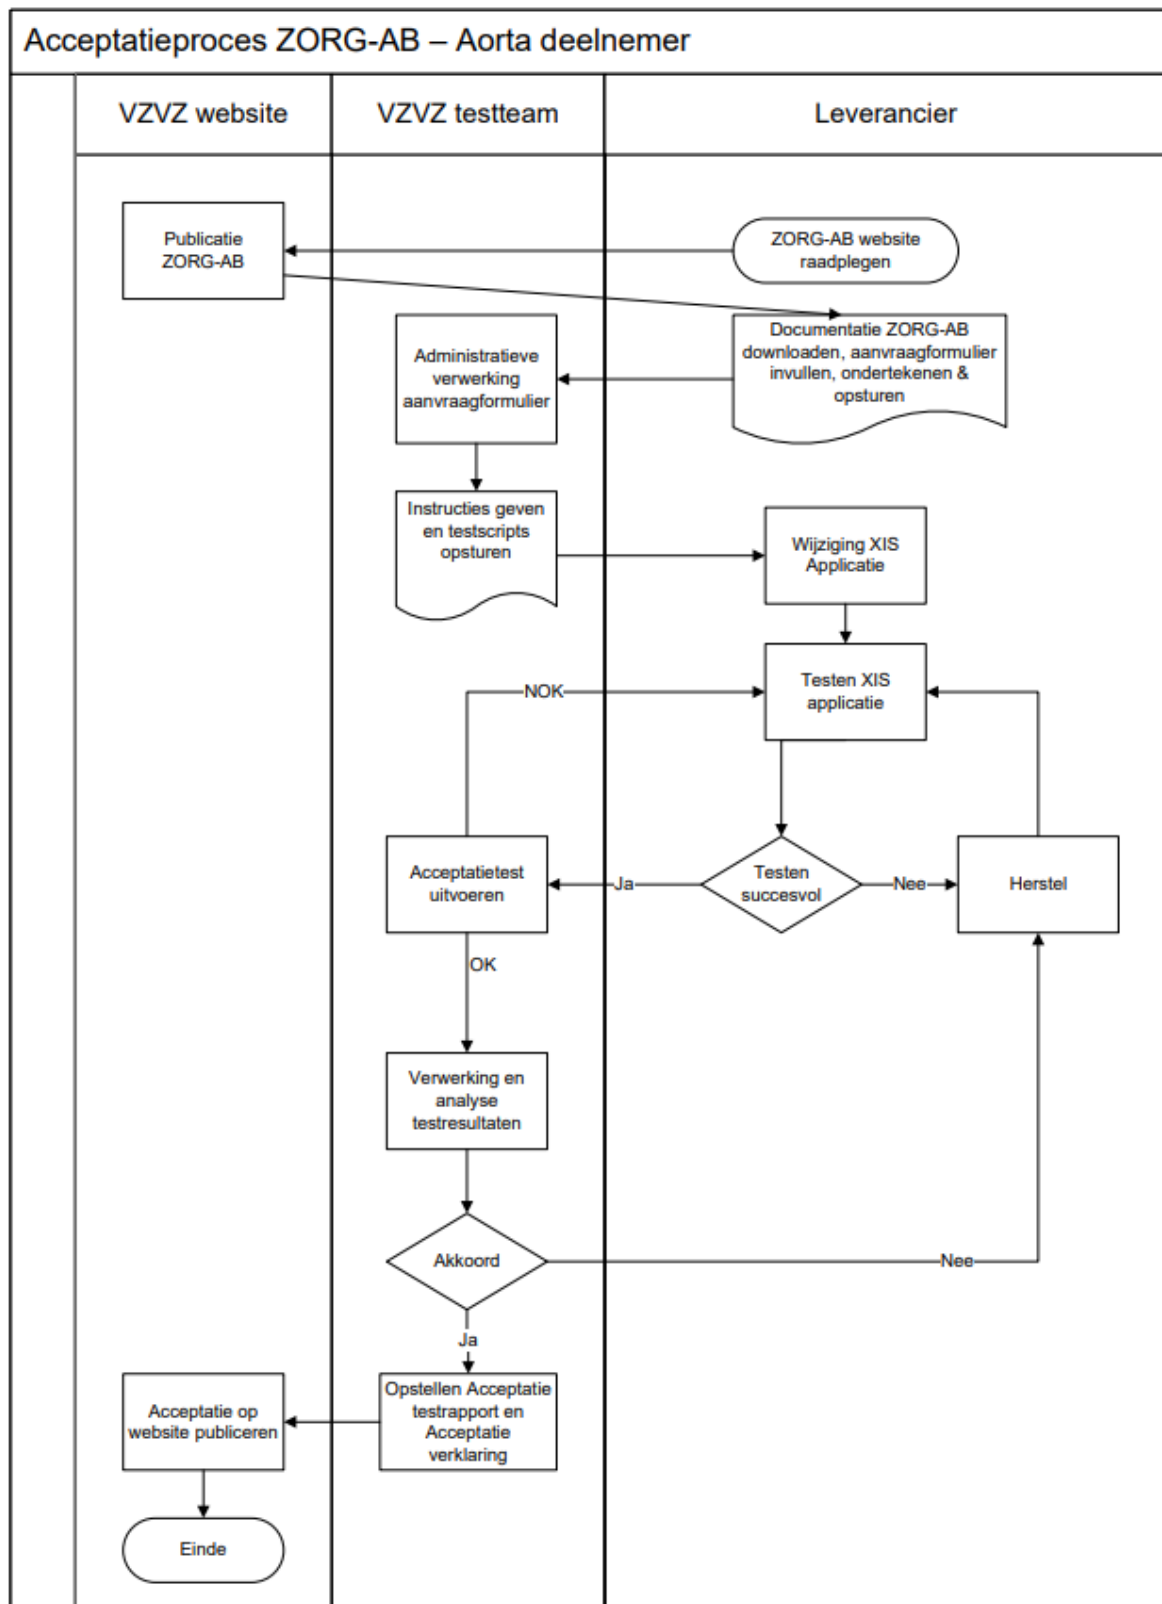 Acceptatieproces ZORG-AB – Aorta deelnemer
VZVZ website
VZVZ testteam
Leverancier
Publicatie
ZORG-AB
ZORG-AB website
raadplegen
Administratieve
verwerking
aanvraagformulier
Documentatie ZORG-AB
downloaden, aanvraagformulier
invullen, ondertekenen &
opsturen
Instructies geven
en testscripts
opsturen
Wijziging XIS
Applicatie
NOK
Testen XIS
applicatie
Acceptatietest
uitvoeren
Ja
Testen
succesvol
Nee
Herstel
OK
Verwerking en
analyse
testresultaten
Akkoord
Nee
Ja
Acceptatie op
website publiceren
Opstellen Acceptatie
testrapport en
Acceptatie
verklaring
Einde